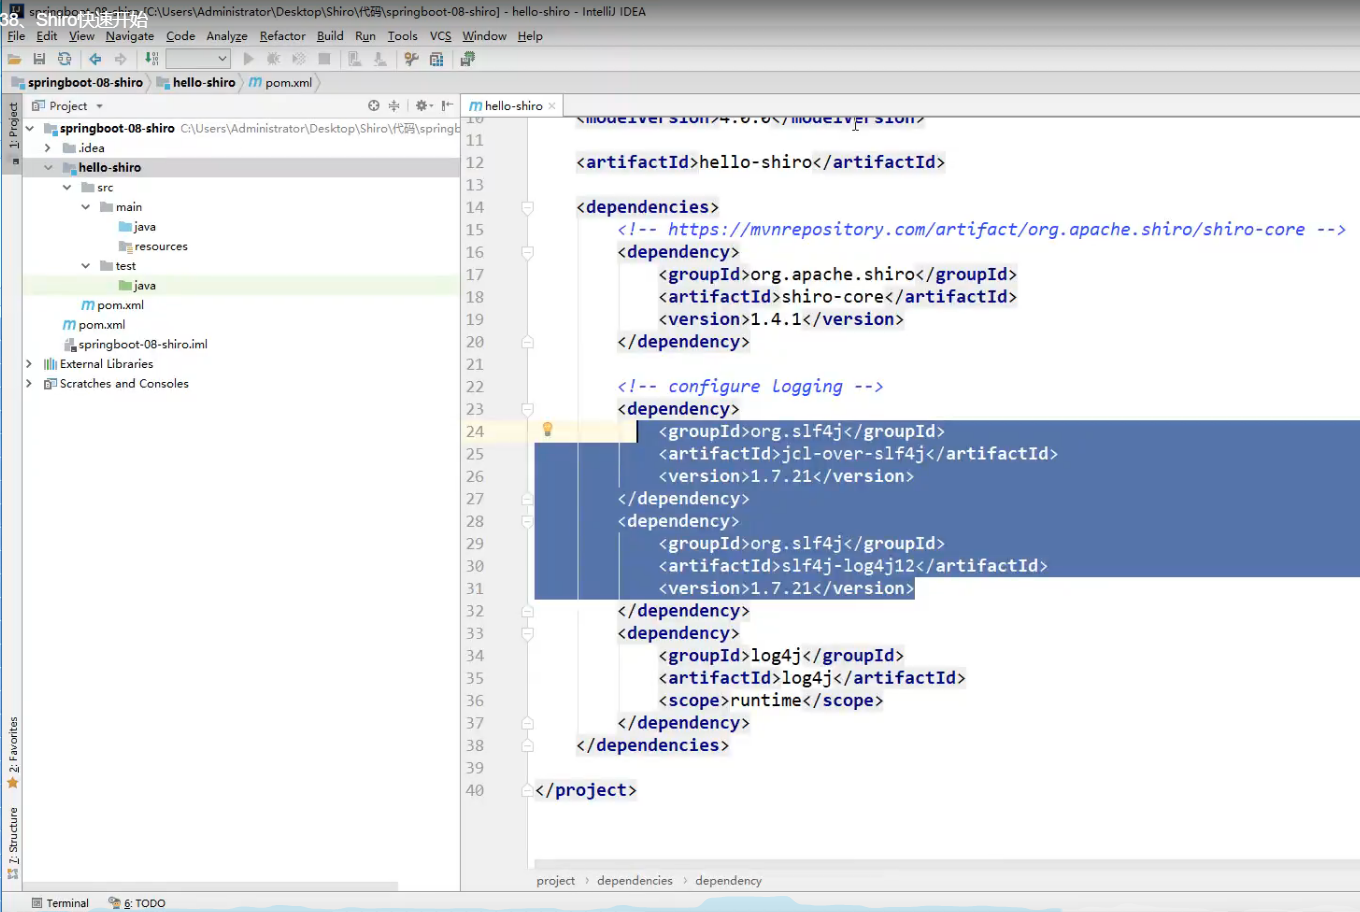 38、Shiro快速开始
springboot-08-shiro [C:\Users\Administrator\Desktop\Shiro\代码\springboot-08-shiro] - hello-shiro - IntelliJ IDEA
File Edit View Navigate Code Analyze Refactor Build Run Tools VCS Window Help
springboot-08-shiro hello-shiro pom.xml
1: Project
Project
hello-shiro
springboot-08-shiro C:\Users\Administrator\Desktop\Shiro\代码\springb
.idea
hello-shiro
src
main
java
resources
test
java
pom.xml
pom.xml
springboot-08-shiro.iml
External Libraries
Scratches and Consoles
2: Favorites
7: Structure
10 <modelVersion>4.0.0</modelVersion>
11
12 <artifactId>hello-shiro</artifactId>
13
14 <dependencies>
15 <!-- https://mvnrepository.com/artifact/org.apache.shiro/shiro-core -->
16 <dependency>
17 <groupId>org.apache.shiro</groupId>
18 <artifactId>shiro-core</artifactId>
19 <version>1.4.1</version>
20 </dependency>
21
22 <!-- configure logging -->
23 <dependency>
24 <groupId>org.slf4j</groupId>
25 <artifactId>jcl-over-slf4j</artifactId>
26 <version>1.7.21</version>
27 </dependency>
28 <dependency>
29 <groupId>org.slf4j</groupId>
30 <artifactId>slf4j-log4j12</artifactId>
31 <version>1.7.21</version>
32 </dependency>
33 <dependency>
34 <groupId>log4j</groupId>
35 <artifactId>log4j</artifactId>
36 <scope>runtime</scope>
37 </dependency>
38 </dependencies>
39
40 </project>
project › dependencies › dependency
Terminal 6: TODO